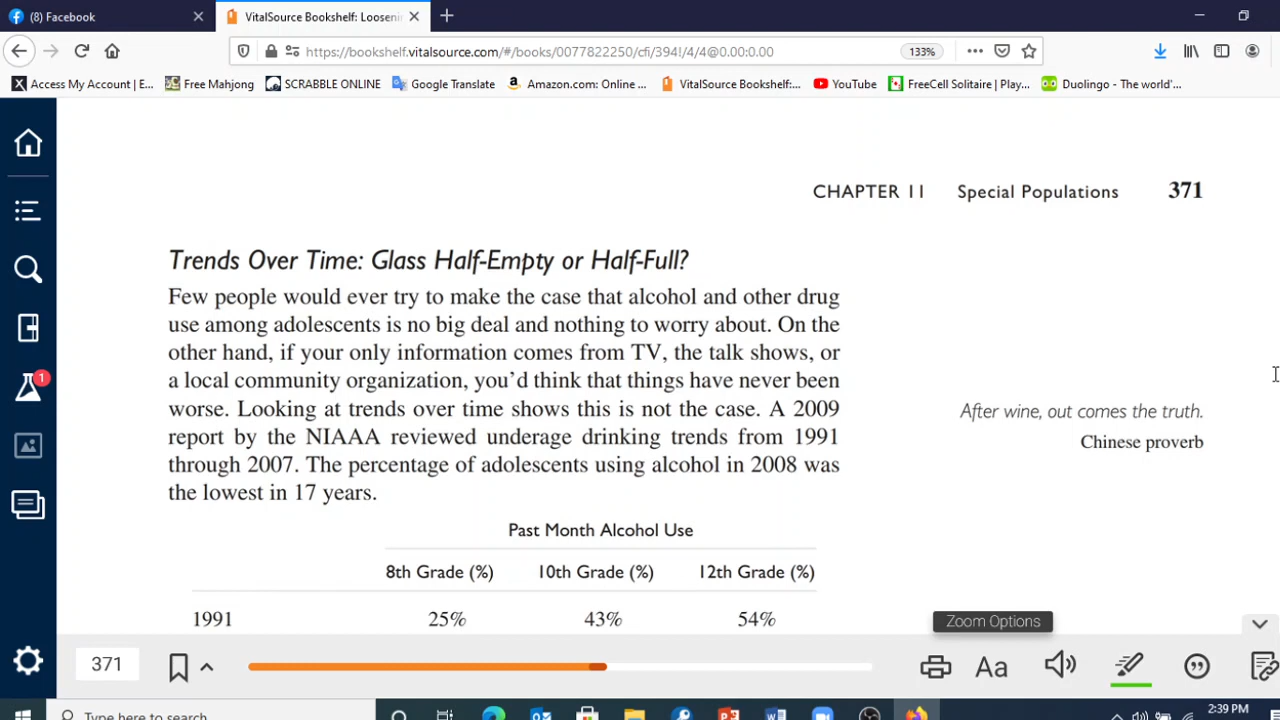 (8) Facebook
VitalSource Bookshelf: Loosenin
https://bookshelf.vitalsource.com/#/books/0077822250/cfi/394!/4/4@0.00:0.00
133%
Access My Account | E...
Free Mahjong
SCRABBLE ONLINE
Google Translate
Amazon.com: Online ...
VitalSource Bookshelf:...
YouTube
FreeCell Solitaire | Play...
Duolingo - The world'...
CHAPTER 11 Special Populations 371
Trends Over Time: Glass Half-Empty or Half-Full?
Few people would ever try to make the case that alcohol and other drug
use among adolescents is no big deal and nothing to worry about. On the
other hand, if your only information comes from TV, the talk shows, or
a local community organization, you'd think that things have never been
worse. Looking at trends over time shows this is not the case. A 2009
report by the NIAAA reviewed underage drinking trends from 1991
through 2007. The percentage of adolescents using alcohol in 2008 was
the lowest in 17 years.
After wine, out comes the truth.
Chinese proverb
Past Month Alcohol Use
8th Grade (%) 10th Grade (%) 12th Grade (%)
1991 25% 43% 54%
1
Zoom Options
371
Aa
2:39 PM
Type here to search